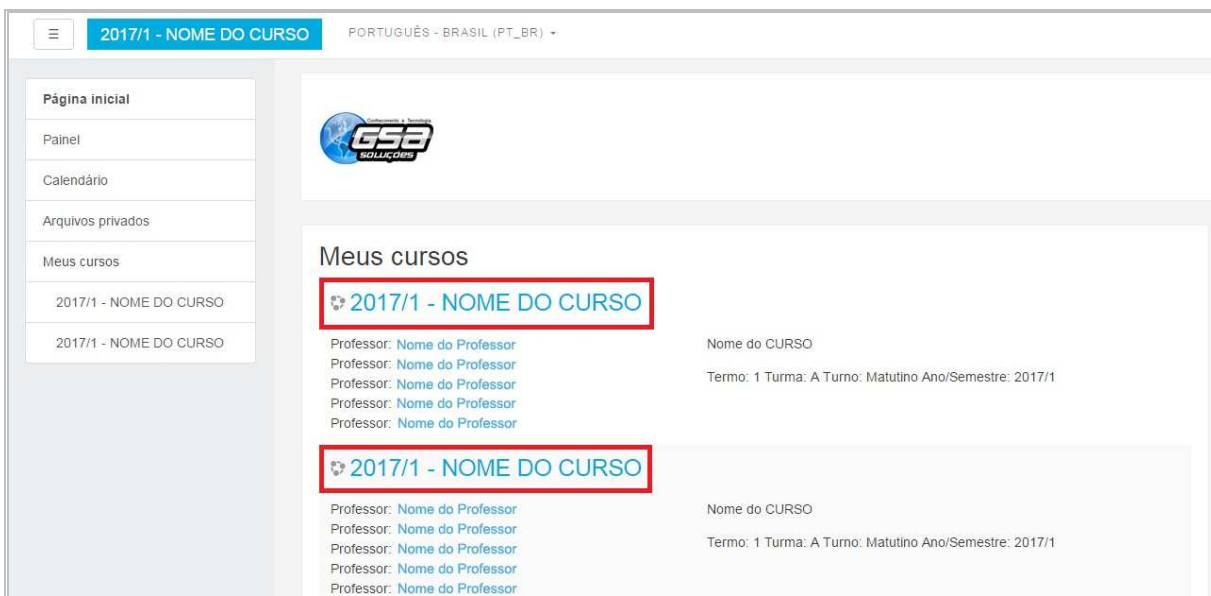 2017/1 - NOME DO CURSO
PORTUGUÊS - BRASIL (PT_BR)
Página inicial
Painel
Calendário
Arquivos privados
Meus cursos
2017/1 - NOME DO CURSO
2017/1 - NOME DO CURSO
Conhecimento e Tecnologia
GSA
SOLUÇÕES
Meus cursos
2017/1 - NOME DO CURSO
Professor: Nome do Professor
Professor: Nome do Professor
Professor: Nome do Professor
Professor: Nome do Professor
Professor: Nome do Professor
Nome do CURSO
Termo: 1 Turma: A Turno: Matutino Ano/Semestre: 2017/1
2017/1 - NOME DO CURSO
Professor: Nome do Professor
Professor: Nome do Professor
Professor: Nome do Professor
Professor: Nome do Professor
Professor: Nome do Professor
Nome do CURSO
Termo: 1 Turma: A Turno: Matutino Ano/Semestre: 2017/1